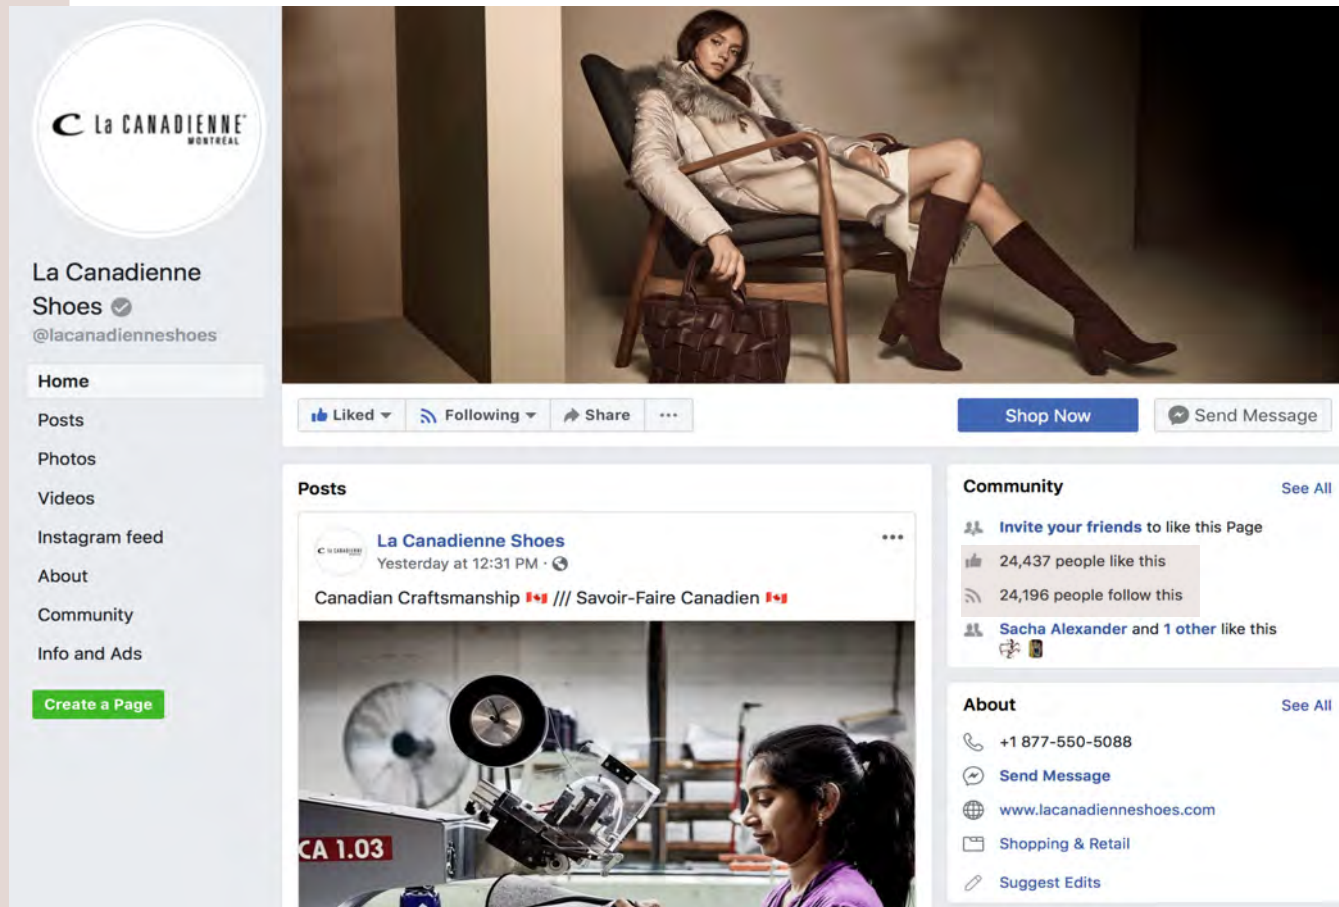 C La CANADIENNE
MONTRÉAL
La Canadienne
Shoes
@lacanadienneshoes
Home
Posts
Photos
Videos
Instagram feed
About
Community
Info and Ads
Create a Page
Liked
Following
Share
Shop Now
Send Message
Posts
C La CANADIENNE
La Canadienne Shoes
Yesterday at 12:31 PM ·
Canadian Craftsmanship 🇨🇦 /// Savoir-Faire Canadien 🇨🇦
CA 1.03
Community
See All
Invite your friends to like this Page
24,437 people like this
24,196 people follow this
Sacha Alexander and 1 other like this
About
See All
+1 877-550-5088
Send Message
www.lacanadienneshoes.com
Shopping & Retail
Suggest Edits